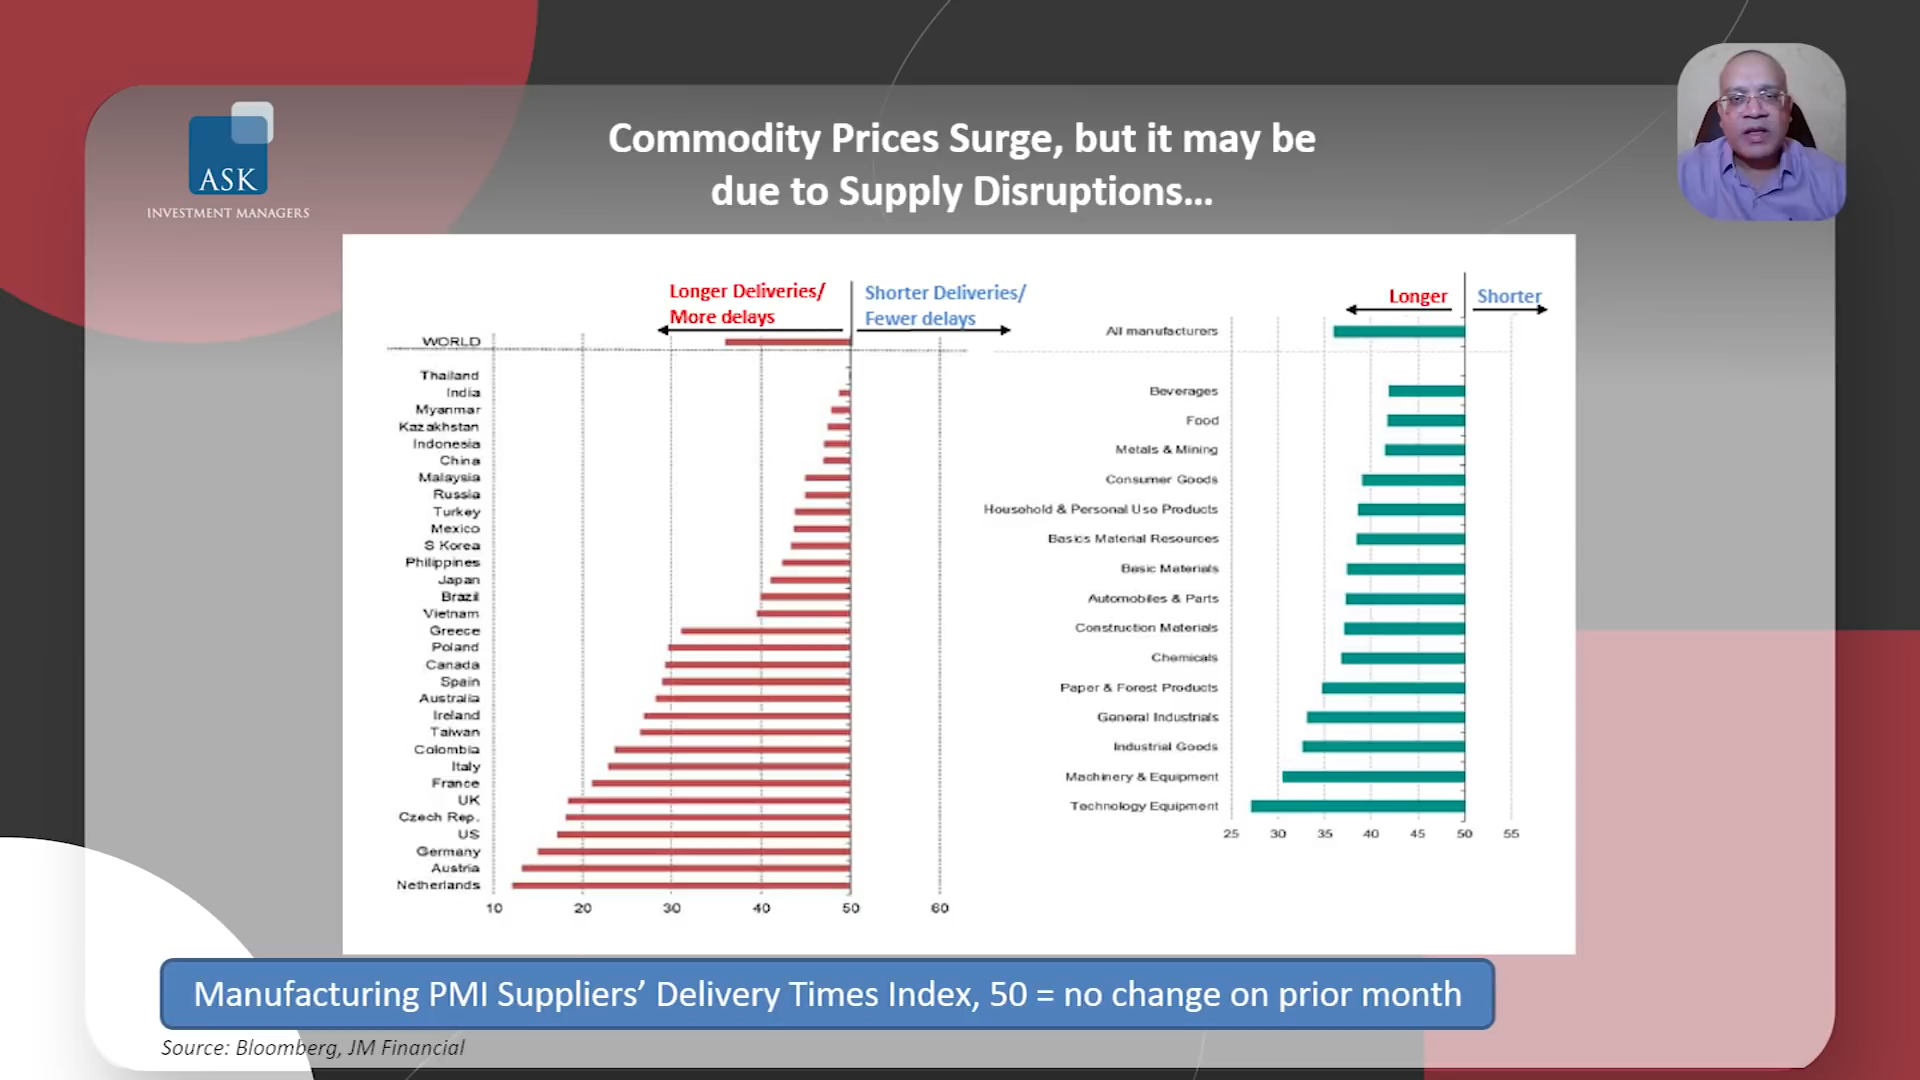 ASK
INVESTMENT MANAGERS
Commodity Prices Surge, but it may be
due to Supply Disruptions...
Longer Deliveries/
More delays
Shorter Deliveries/
Fewer delays
WORLD
Thailand
India
Myanmar
Kazakhstan
Indonesia
China
Malaysia
Russia
Turkey
Mexico
S Korea
Philippines
Japan
Brazil
Vietnam
Greece
Poland
Canada
Spain
Australia
Ireland
Taiwan
Colombia
Italy
France
UK
Czech Rep.
US
Germany
Austria
Netherlands
10 20 30 40 50 60
Longer Shorter
All manufacturers
Beverages
Food
Metals & Mining
Consumer Goods
Household & Personal Use Products
Basics Material Resources
Basic Materials
Automobiles & Parts
Construction Materials
Chemicals
Paper & Forest Products
General Industrials
Industrial Goods
Machinery & Equipment
Technology Equipment
25 30 35 40 45 50 55
Manufacturing PMI Suppliers’ Delivery Times Index, 50 = no change on prior month
Source: Bloomberg, JM Financial